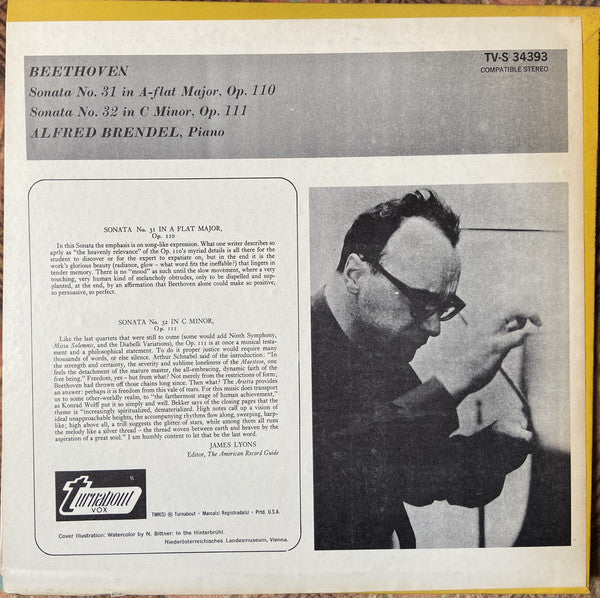 TV-S 34393
COMPATIBLE STEREO
BEETHOVEN
Sonata No. 31 in A-flat Major, Op. 110
Sonata No. 32 in C Minor, Op. 111
ALFRED BRENDEL, Piano
SONATA No. 31 IN A FLAT MAJOR,
Op. 110
In this Sonata the emphasis is on song-like expression. What one writer describes so
aptly as "the heavenly relevance" of the Op. 110's myriad details is all there for the
student to discover or for the expert to expatiate on, but in the end it is the
work's glorious beauty (radiance, glow – what word fits the ineffable?) that lingers in
tender memory. There is no "mood" as such until the slow movement, where a very
touching, very human kind of melancholy obtrudes, only to be dispelled and sup-
planted, at the end, by an affirmation that Beethoven alone could make so positive,
so persuasive, so perfect.
SONATA No. 32 IN C MINOR,
Op. 111
Like the last quartets that were still to come (some would add Ninth Symphony,
Missa Solemnis, and the Diabelli Variations), the Op. 111 is at once a musical testa-
ment and a philosophical statement. To do it proper justice would require many
thousands of words, or else silence. Arthur Schnabel said of the introduction: "In
the strength and certainty, the severity and sublime loneliness of the Maestoso, one
feels the detachment of the mature master, the all-embracing, dynamic faith of the
free being." Freedom, yes – but from what? Not merely from the restrictions of form;
Beethoven had thrown off those chains long since. Then what? The Arietta provides
an answer: perhaps it is freedom from this vale of tears. For this music does transport
us to some other-worldly realm, to "the farthermost stage of human achievement,"
as Konrad Wolff put it so simply and well. Bekker says of the closing pages that the
theme is "increasingly spiritualized, dematerialized. High notes call up a vision of
ideal unapproachable heights, the accompanying rhythms flow along, sweeping, harp-
like; high above all, a trill suggests the glitter of stars, while among them all runs
the melody like a silver thread – the thread woven between earth and heaven by the
aspiration of a great soul." I am humbly content to let that be the last word.
JAMES LYONS
Editor, The American Record Guide
Turnabout
VOX
TMK(S) ® Turnabout - Marca(s) Registrada(s) - Prtd. U.S.A.
Cover Illustration: Watercolor by N. Bittner: In the Hinterbrühl.
Niederösterreichisches Landesmuseum, Vienna.